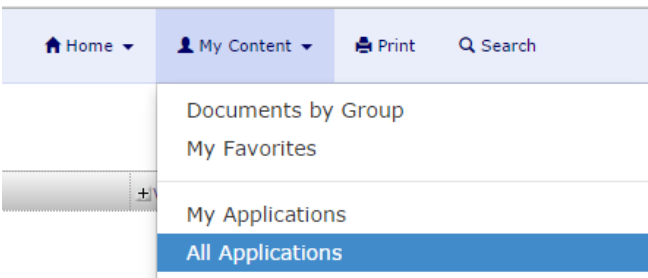 Home My Content Print Search
Documents by Group
My Favorites
My Applications
All Applications